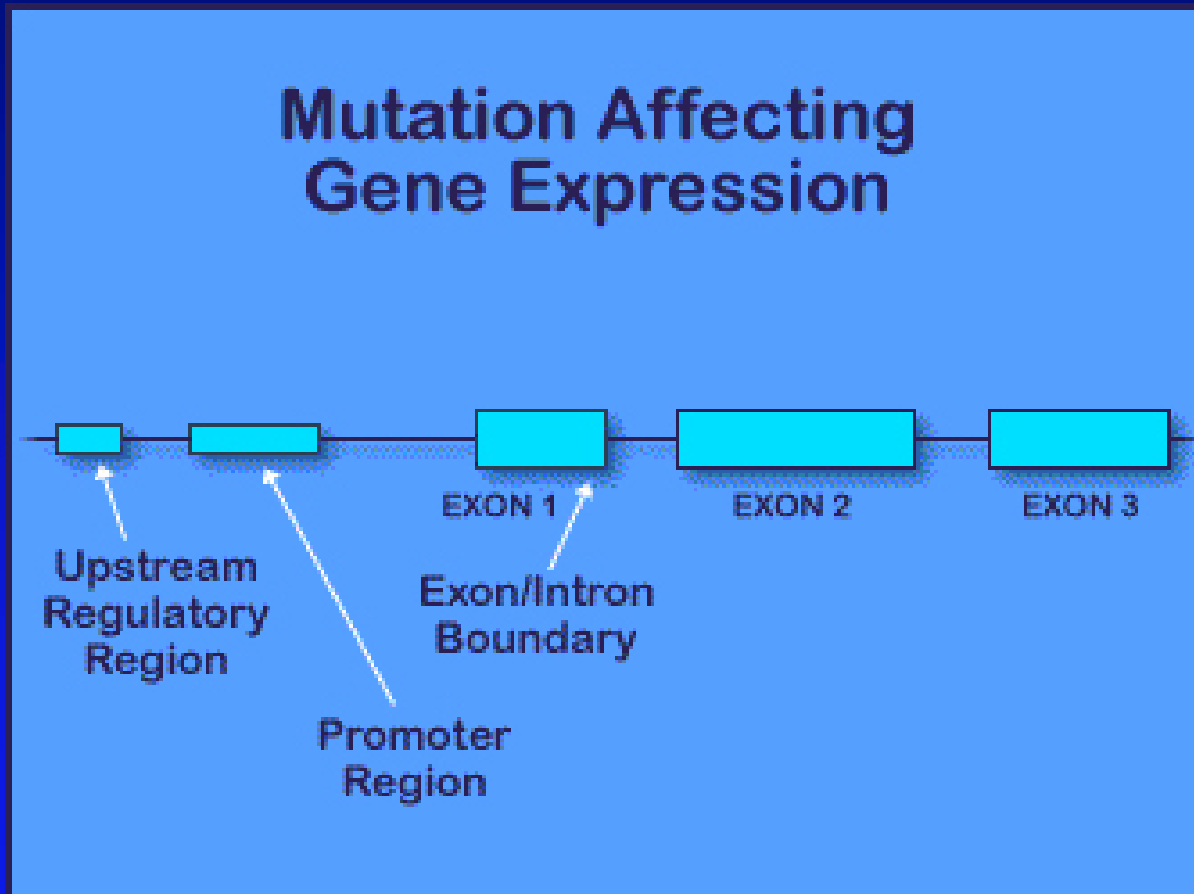 Mutation Affecting
Gene Expression
EXON 1
EXON 2
EXON 3
Upstream
Regulatory
Region
Exon/Intron
Boundary
Promoter
Region